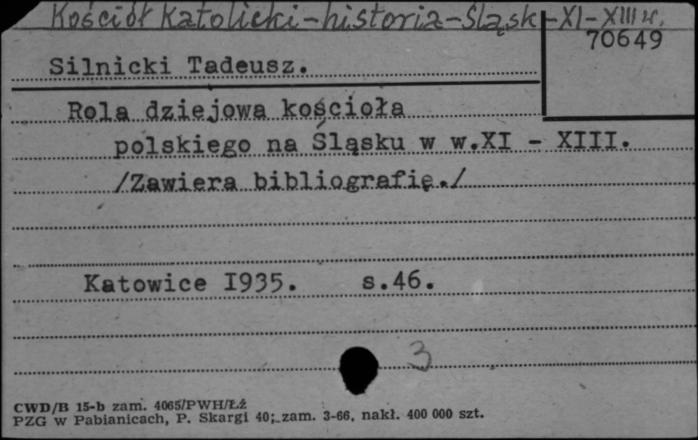 Kościół Katolicki-historia-Śląsk-XI-XIII w.
70649
Silnicki Tadeusz.
Rola dziejowa kościoła
polskiego na Śląsku w w.XI - XIII.
/Zawiera bibliografię./
Katowice I935. s.46.
3
CWD/B 15-b zam. 4065/PWH/Łż
PZG w Pabianicach, P. Skargi 40; zam. 3-66, nakł. 400 000 szt.